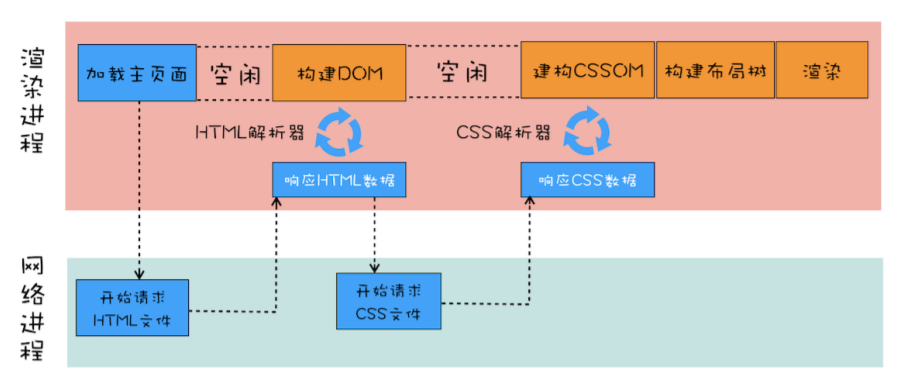 渲染进程
加载主页面
空闲
构建DOM
空闲
建构CSSOM
构建布局树
渲染
HTML解析器
CSS解析器
响应HTML数据
响应CSS数据
网络进程
开始请求
HTML文件
开始请求
CSS文件